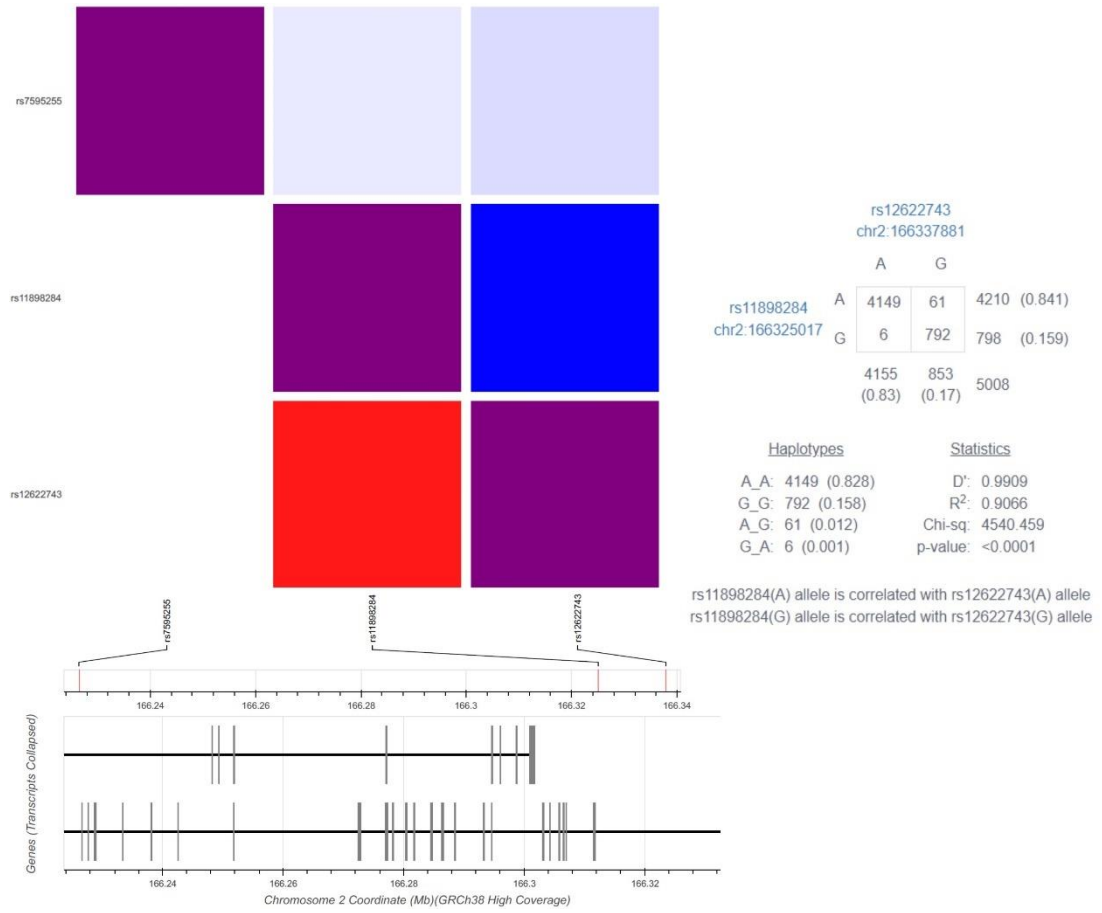 rs7595255
rs11898284
rs12622743
rs7595255
rs11898284
rs12622743
166.24
166.26
166.28
166.3
166.32
166.34
Genes (Transcripts Collapsed)
166.24
166.26
166.28
166.3
166.32
Chromosome 2 Coordinate (Mb)(GRCh38 High Coverage)
rs12622743
chr2:166337881
A G
rs11898284
chr2:166325017
A 4149 61 4210 (0.841)
G 6 792 798 (0.159)
4155 853 5008
(0.83) (0.17)
Haplotypes Statistics
A_A: 4149 (0.828) D': 0.9909
G_G: 792 (0.158) R²: 0.9066
A_G: 61 (0.012) Chi-sq: 4540.459
G_A: 6 (0.001) p-value: <0.0001
rs11898284(A) allele is correlated with rs12622743(A) allele
rs11898284(G) allele is correlated with rs12622743(G) allele